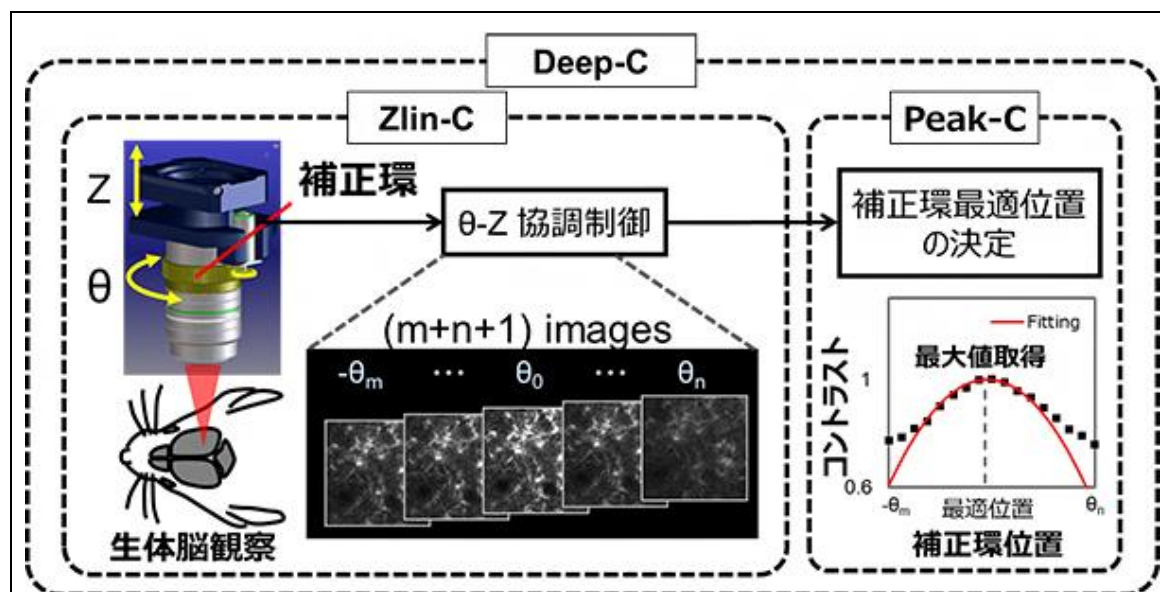 Deep-C
Zlin-C
Peak-C
Z
θ
補正環
θ-Z 協調制御
補正環最適位置
の決定
(m+n+1) images
-θm
...
θ0
...
θn
生体脳観察
Fitting
最大値取得
コントラスト
1
0.6
-θm
最適位置
θn
補正環位置